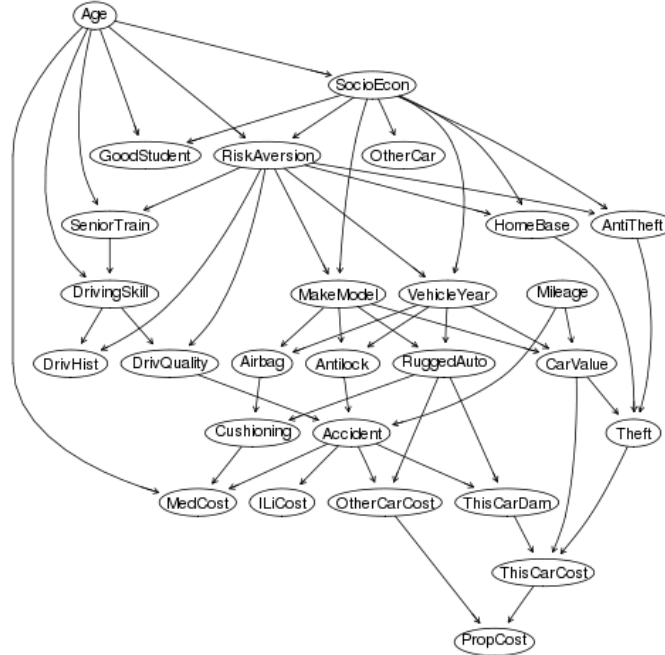 Age
SocioEcon
GoodStudent RiskAversion OtherCar
SeniorTrain HomeBase AntiTheft
DrivingSkill MakeModel VehicleYear Mileage
DrivHist DrivQuality Airbag Antilock RuggedAuto CarValue
Cushioning Accident Theft
MedCost ILiCost OtherCarCost ThisCarDam
ThisCarCost
PropCost